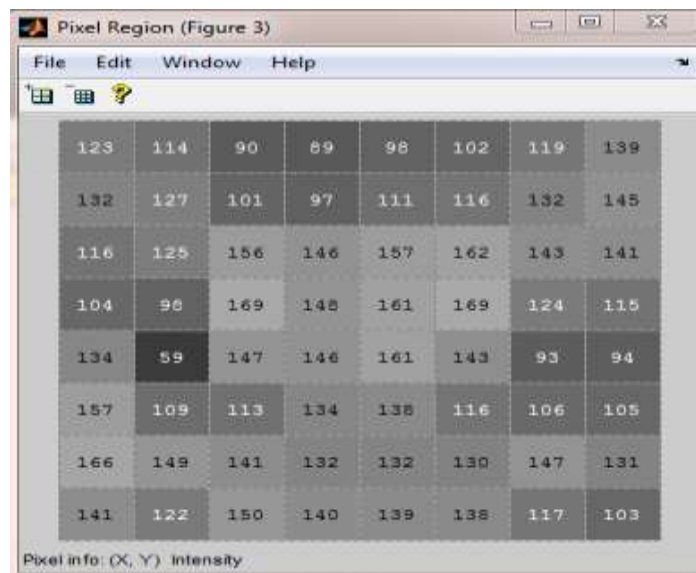 Pixel Region (Figure 3)
File Edit Window Help
123 114 90 89 98 102 119 139
132 127 101 97 111 116 132 145
116 125 156 146 157 162 143 141
104 98 169 148 161 169 124 115
134 59 147 146 161 143 93 94
157 109 113 134 138 116 106 105
166 149 141 132 132 130 147 131
141 122 150 140 139 138 117 103
Pixel info: (X, Y) Intensity